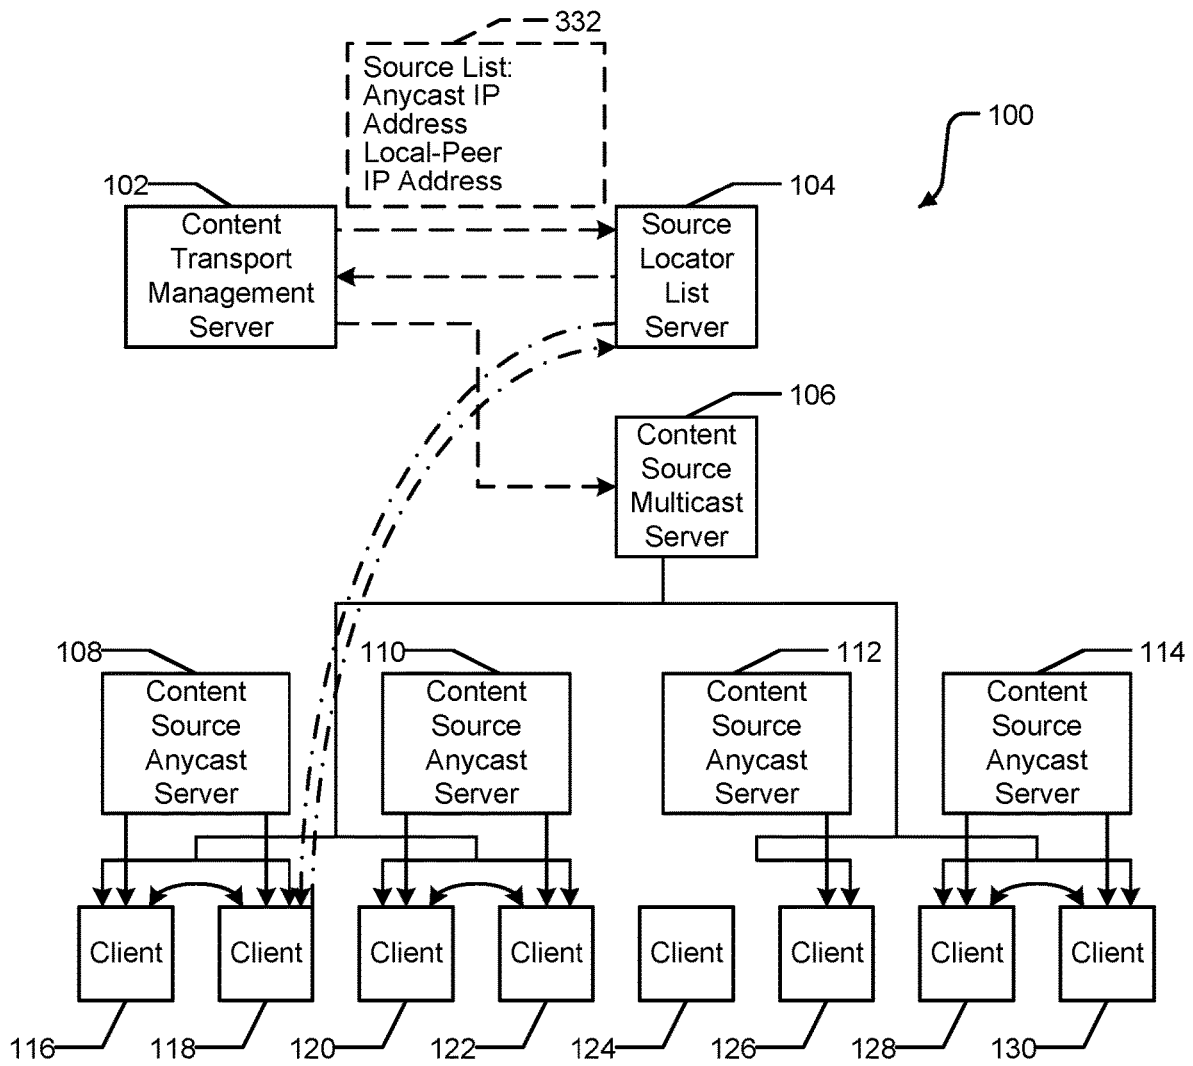 332
Source List:
Anycast IP
Address
Local-Peer
IP Address
100
102
Content
Transport
Management
Server
104
Source
Locator
List
Server
106
Content
Source
Multicast
Server
108
Content
Source
Anycast
Server
110
Content
Source
Anycast
Server
112
Content
Source
Anycast
Server
114
Content
Source
Anycast
Server
Client
Client
Client
Client
Client
Client
Client
Client
116
118
120
122
124
126
128
130